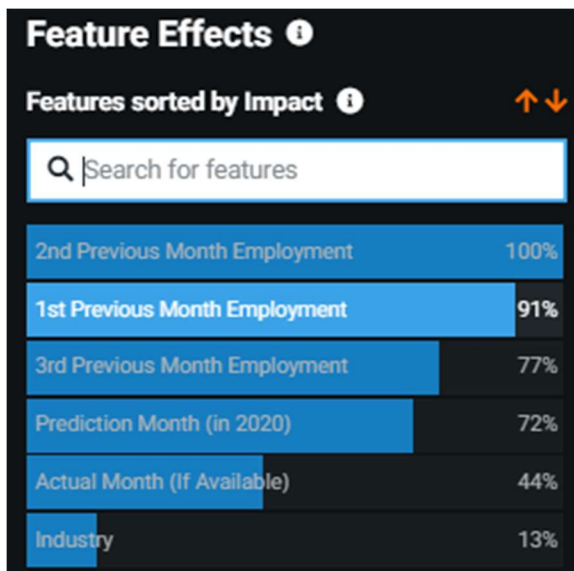 Feature Effects
Features sorted by Impact
Search for features
2nd Previous Month Employment 100%
1st Previous Month Employment 91%
3rd Previous Month Employment 77%
Prediction Month (in 2020) 72%
Actual Month (If Available) 44%
Industry 13%